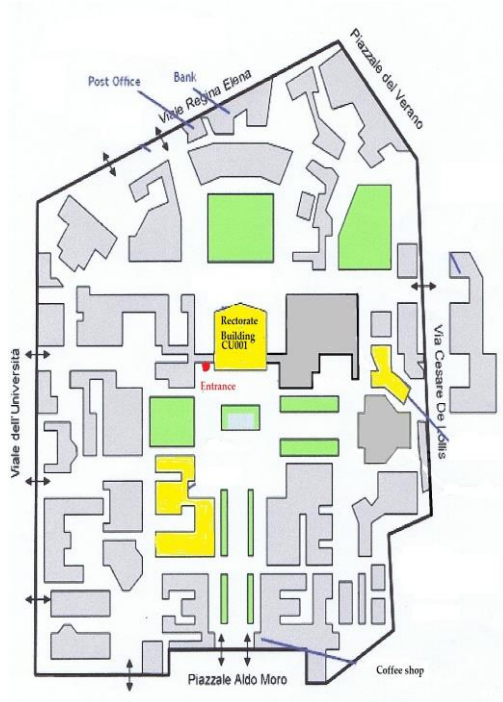 Piazzale del Verano
Bank
Post Office
Viale Regina Elena
Rectorate
Building
CU001
Entrance
Via Cesare De Lollis
Viale dell'Università
Coffee shop
Piazzale Aldo Moro